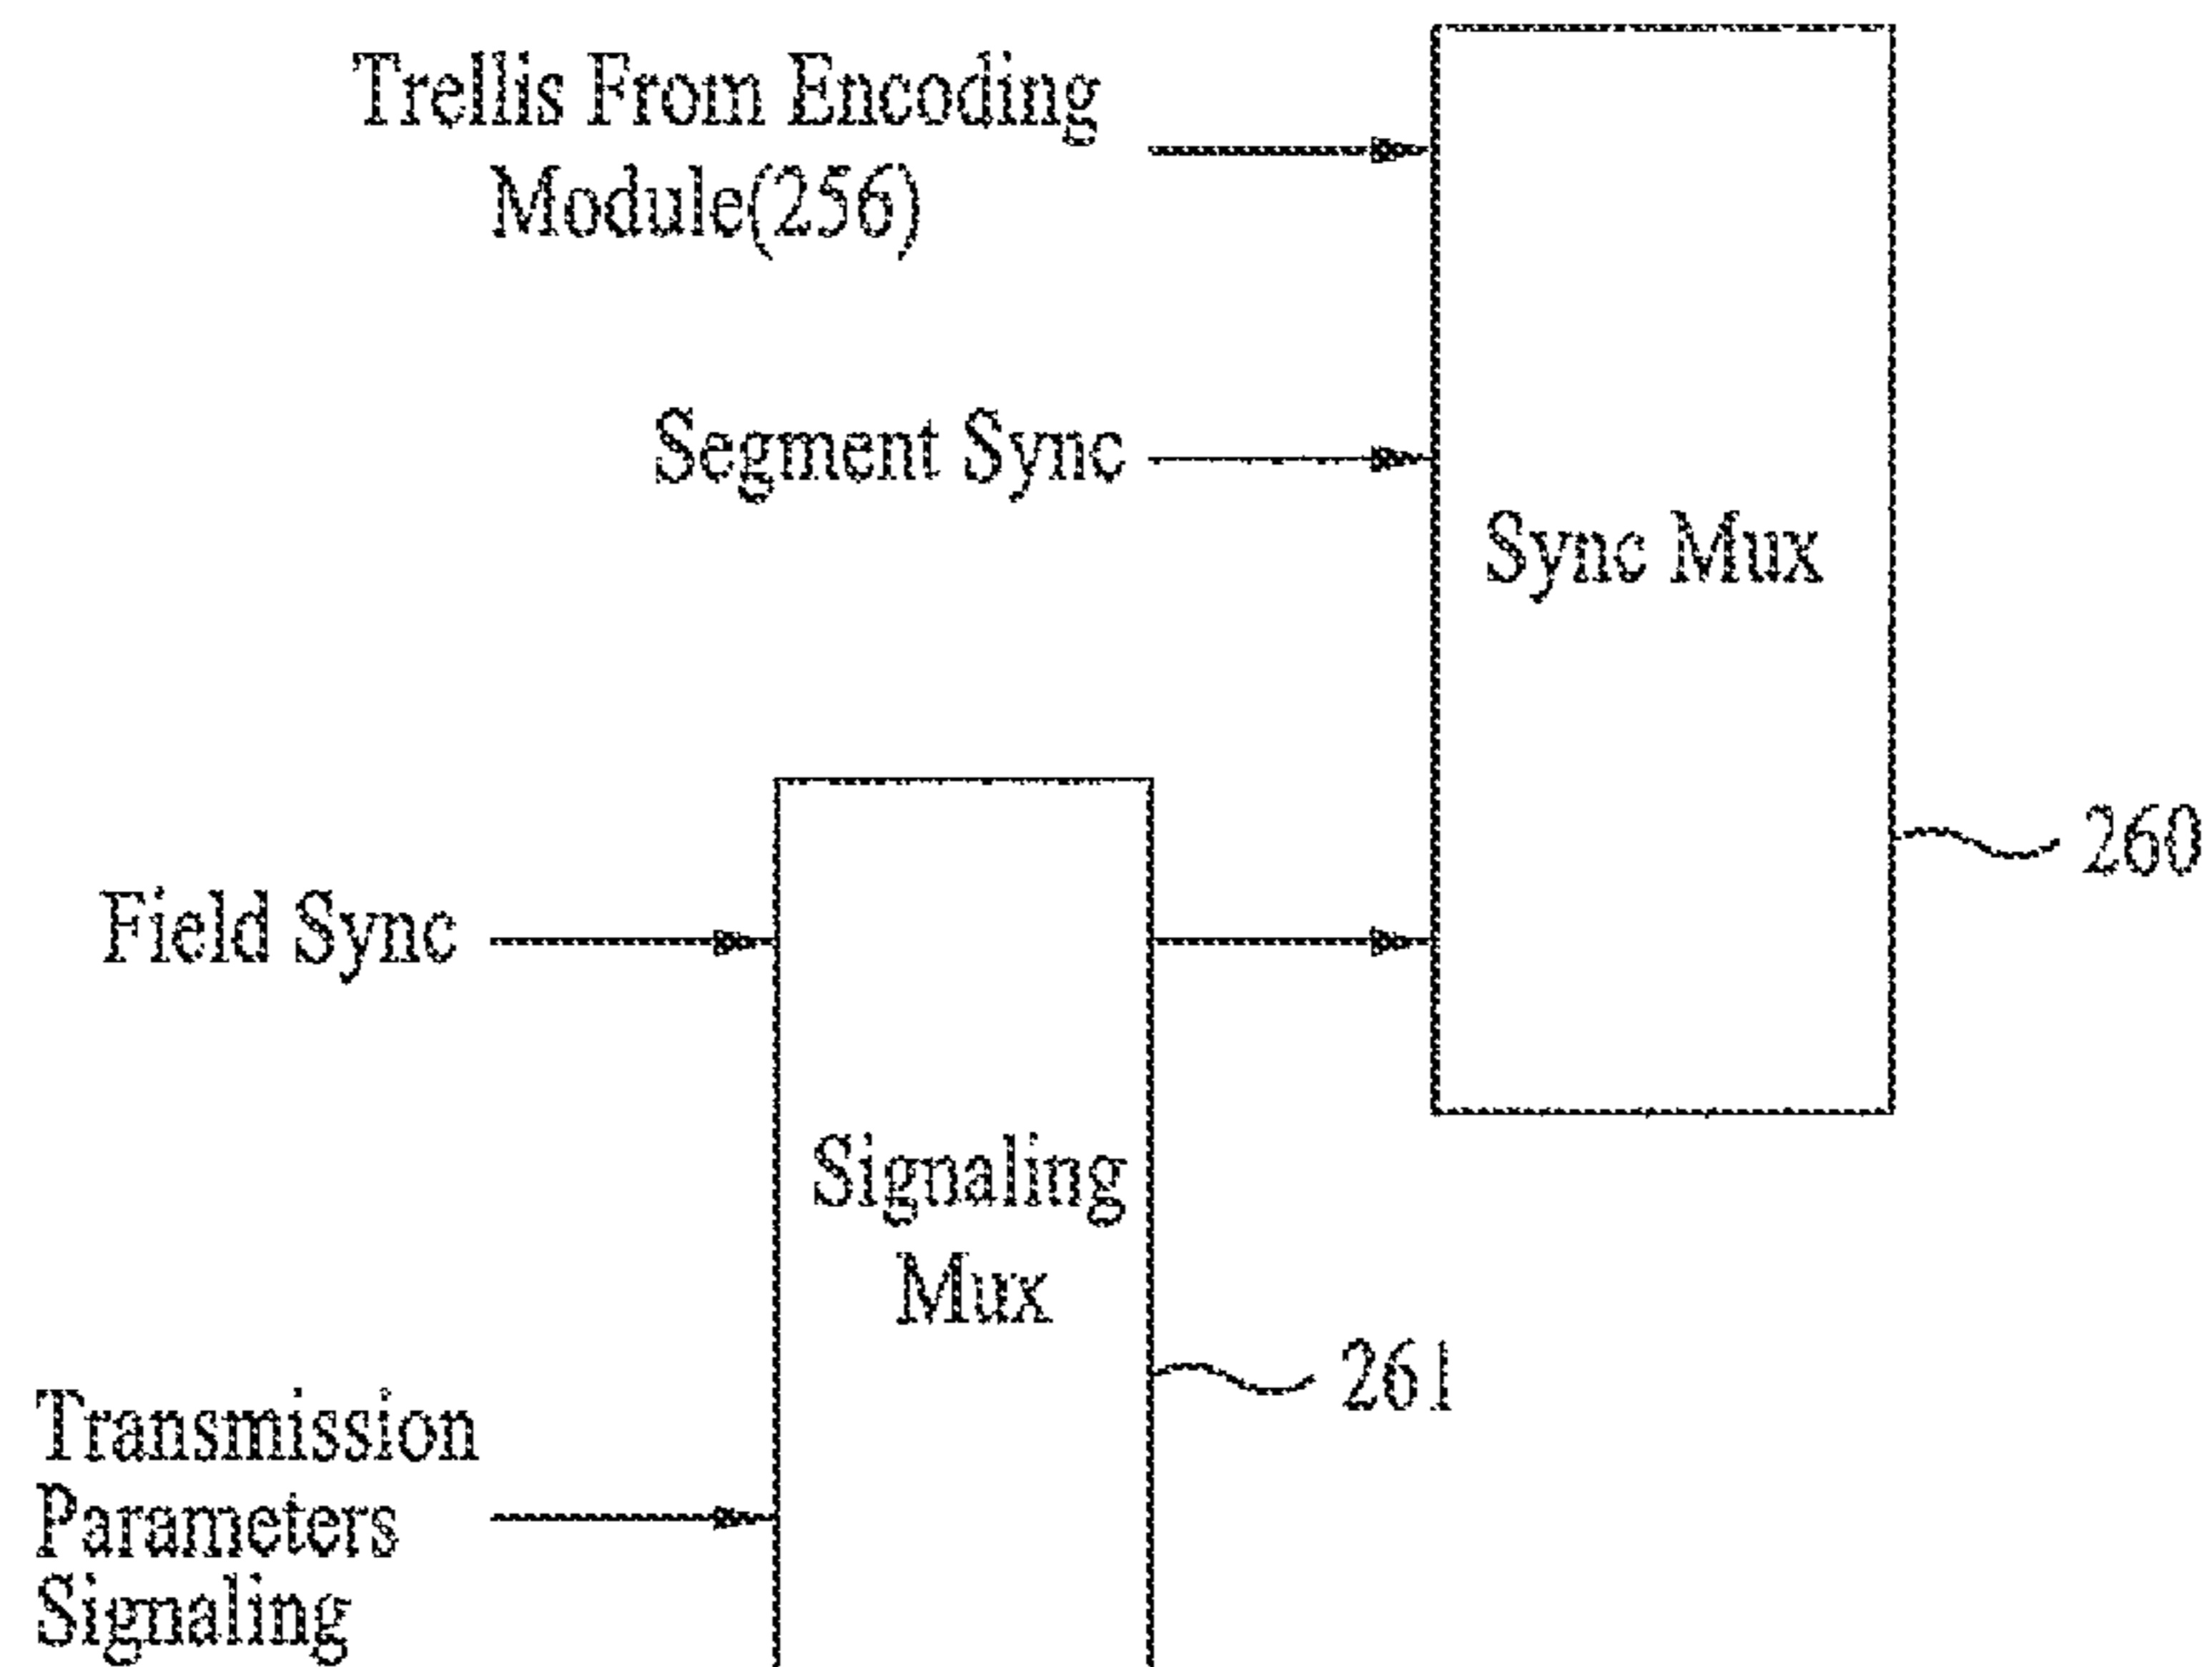 Trellis From Encoding
Module(256)
Segment Sync
Sync Mux
260
Field Sync
Signaling
Mux
261
Transmission
Parameters
Signaling